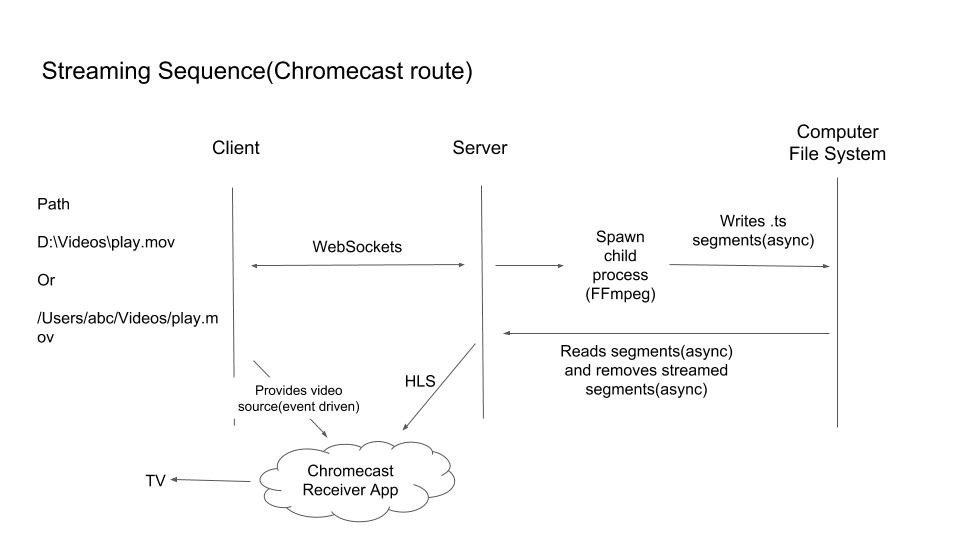 Streaming Sequence(Chromecast route)
Client
Server
Computer
File System
Path
D:\Videos\play.mov
Or
/Users/abc/Videos/play.m
ov
WebSockets
Spawn
child
process
(FFmpeg)
Writes .ts
segments(async)
Reads segments(async)
and removes streamed
segments(async)
Provides video
source(event driven)
HLS
Chromecast
Receiver App
TV